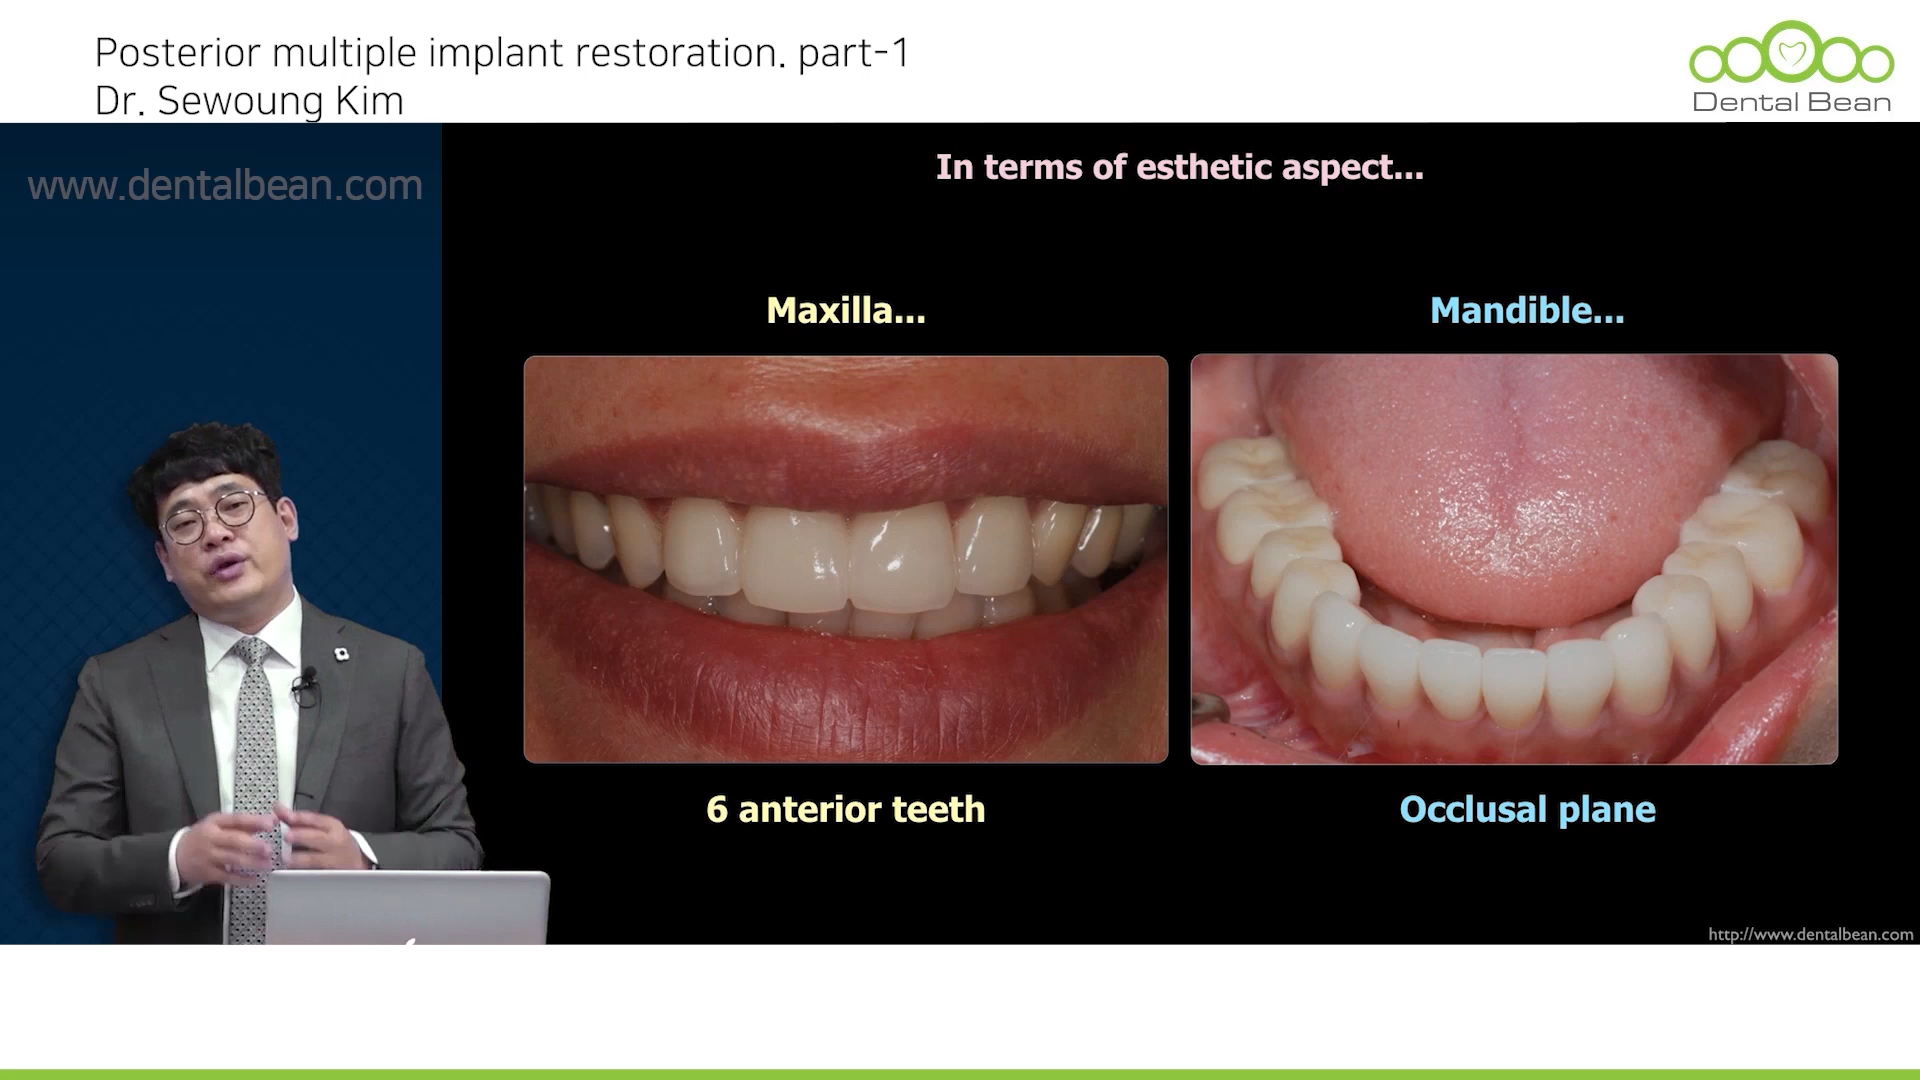 Posterior multiple implant restoration. part-1
Dr. Sewoung Kim
Dental Bean
www.dentalbean.com
In terms of esthetic aspect...
Maxilla...
Mandible...
6 anterior teeth
Occlusal plane
http://www.dentalbean.com